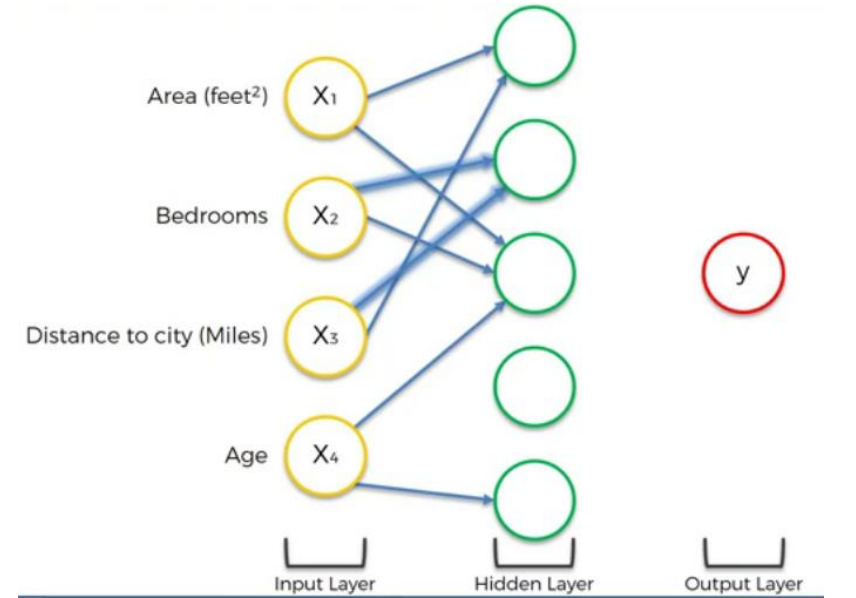 Area (feet²)
X₁
Bedrooms
X₂
Distance to city (Miles)
X₃
Age
X₄
y
Input Layer
Hidden Layer
Output Layer